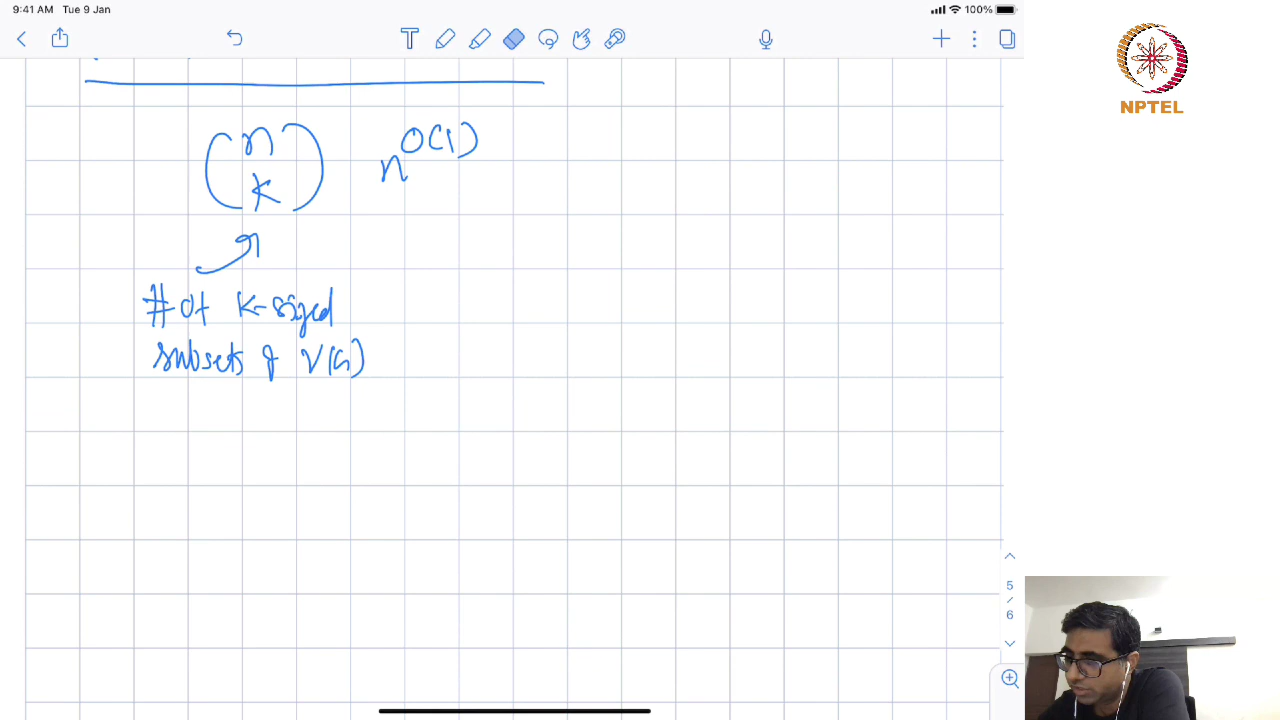 9:41 AM Tue 9 Jan
100%
NPTEL
(n k) n^O(1)
# of k-sized
subsets of V(G)
5
/
6